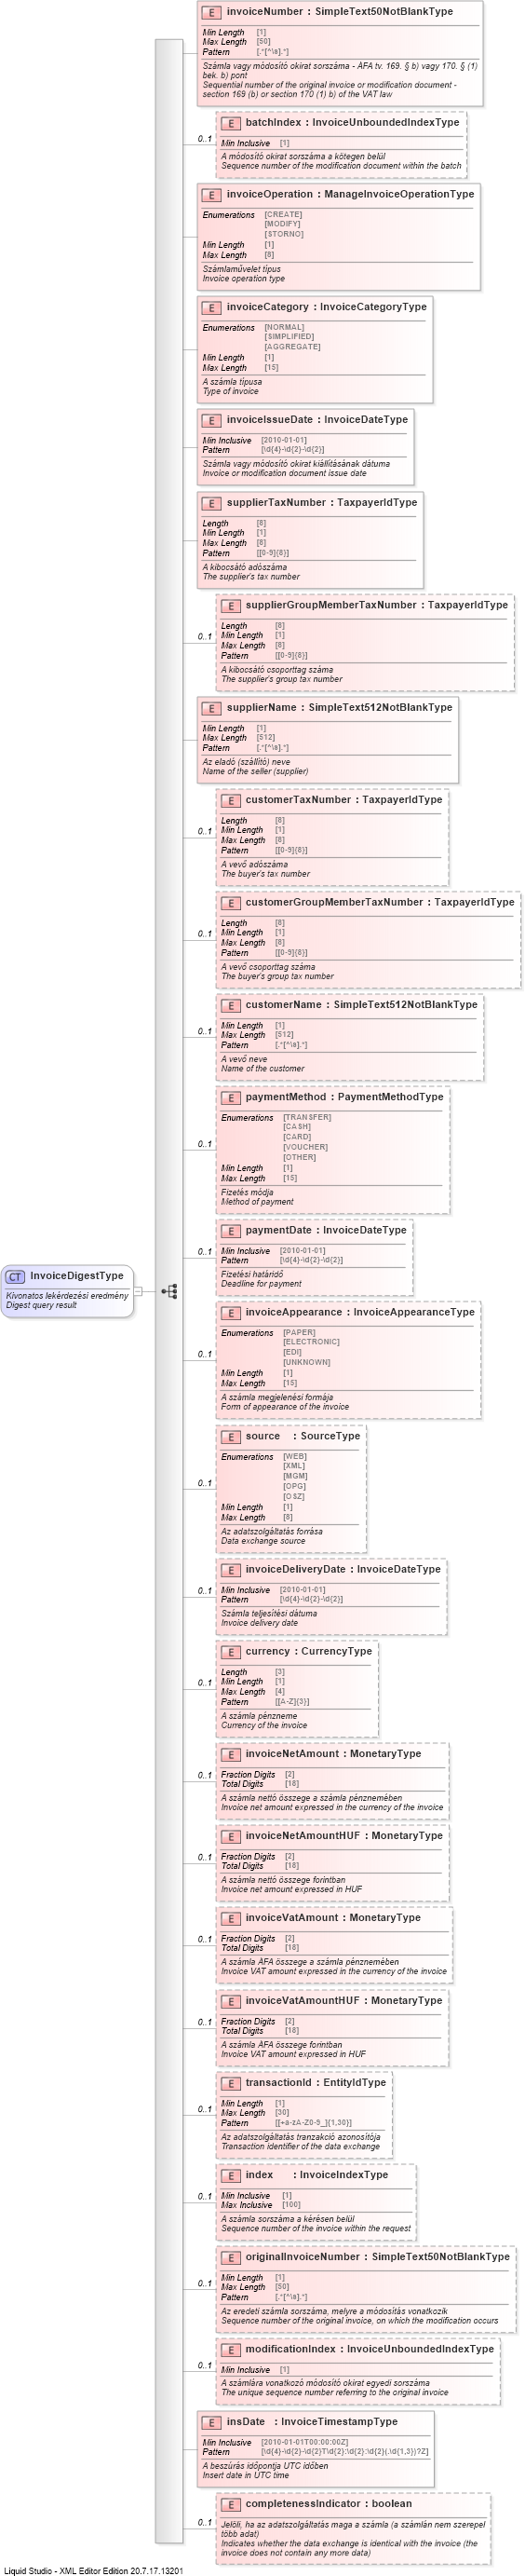 E invoiceNumber : SimpleText50NotBlankType
Min Length [1]
Max Length [50]
Pattern [.*[^\s].*]
Számla vagy módosító okirat sorszáma - ÁFA tv. 169. § b) vagy 170. § (1)
bek. b) pont
Sequential number of the original invoice or modification document -
section 169 (b) or section 170 (1) b) of the VAT law
0..1
E batchIndex : InvoiceUnboundedIndexType
Min Inclusive [1]
A módosító okirat sorszáma a kötegen belül
Sequence number of the modification document within the batch
E invoiceOperation : ManageInvoiceOperationType
Enumerations [CREATE]
[MODIFY]
[STORNO]
Min Length [1]
Max Length [8]
Számlaművelet típus
Invoice operation type
E invoiceCategory : InvoiceCategoryType
Enumerations [NORMAL]
[SIMPLIFIED]
[AGGREGATE]
Min Length [1]
Max Length [15]
A számla típusa
Type of invoice
E invoiceIssueDate : InvoiceDateType
Min Inclusive [2010-01-01]
Pattern [\d{4}-\d{2}-\d{2}]
Számla vagy módosító okirat kiállításának dátuma
Invoice or modification document issue date
E supplierTaxNumber : TaxpayerIdType
Length [8]
Min Length [1]
Max Length [8]
Pattern [[0-9]{8}]
A kibocsátó adószáma
The supplier's tax number
0..1
E supplierGroupMemberTaxNumber : TaxpayerIdType
Length [8]
Min Length [1]
Max Length [8]
Pattern [[0-9]{8}]
A kibocsátó csoporttag száma
The supplier's group tax number
E supplierName : SimpleText512NotBlankType
Min Length [1]
Max Length [512]
Pattern [.*[^\s].*]
Az eladó (szállító) neve
Name of the seller (supplier)
0..1
E customerTaxNumber : TaxpayerIdType
Length [8]
Min Length [1]
Max Length [8]
Pattern [[0-9]{8}]
A vevő adószáma
The buyer's tax number
0..1
E customerGroupMemberTaxNumber : TaxpayerIdType
Length [8]
Min Length [1]
Max Length [8]
Pattern [[0-9]{8}]
A vevő csoporttag száma
The buyer's group tax number
0..1
E customerName : SimpleText512NotBlankType
Min Length [1]
Max Length [512]
Pattern [.*[^\s].*]
A vevő neve
Name of the customer
0..1
E paymentMethod : PaymentMethodType
Enumerations [TRANSFER]
[CASH]
[CARD]
[VOUCHER]
[OTHER]
Min Length [1]
Max Length [15]
Fizetés módja
Method of payment
0..1
E paymentDate : InvoiceDateType
Min Inclusive [2010-01-01]
Pattern [\d{4}-\d{2}-\d{2}]
Fizetési határidő
Deadline for payment
CT InvoiceDigestType
Kivonatos lekérdezési eredmény
Digest query result
0..1
E invoiceAppearance : InvoiceAppearanceType
Enumerations [PAPER]
[ELECTRONIC]
[EDI]
[UNKNOWN]
Min Length [1]
Max Length [15]
A számla megjelenési formája
Form of appearance of the invoice
0..1
E source : SourceType
Enumerations [WEB]
[XML]
[MGM]
[OPG]
[OSZ]
Min Length [1]
Max Length [8]
Az adatszolgáltatás forrása
Data exchange source
0..1
E invoiceDeliveryDate : InvoiceDateType
Min Inclusive [2010-01-01]
Pattern [\d{4}-\d{2}-\d{2}]
Számla teljesítési dátuma
Invoice delivery date
0..1
E currency : CurrencyType
Length [3]
Min Length [1]
Max Length [4]
Pattern [[A-Z]{3}]
A számla pénzneme
Currency of the invoice
0..1
E invoiceNetAmount : MonetaryType
Fraction Digits [2]
Total Digits [18]
A számla nettó összege a számla pénznemében
Invoice net amount expressed in the currency of the invoice
0..1
E invoiceNetAmountHUF : MonetaryType
Fraction Digits [2]
Total Digits [18]
A számla nettó összege forintban
Invoice net amount expressed in HUF
0..1
E invoiceVatAmount : MonetaryType
Fraction Digits [2]
Total Digits [18]
A számla ÁFA összege a számla pénznemében
Invoice VAT amount expressed in the currency of the invoice
0..1
E invoiceVatAmountHUF : MonetaryType
Fraction Digits [2]
Total Digits [18]
A számla ÁFA összege forintban
Invoice VAT amount expressed in HUF
0..1
E transactionId : EntityIdType
Min Length [1]
Max Length [30]
Pattern [[+a-zA-Z0-9_]{1,30}]
Az adatszolgáltatás tranzakció azonosítója
Transaction identifier of the data exchange
0..1
E index : InvoiceIndexType
Min Inclusive [1]
Max Inclusive [100]
A számla sorszáma a kérésen belül
Sequence number of the invoice within the request
0..1
E originalInvoiceNumber : SimpleText50NotBlankType
Min Length [1]
Max Length [50]
Pattern [.*[^\s].*]
Az eredeti számla sorszáma, melyre a módosítás vonatkozik
Sequence number of the original invoice, on which the modification occurs
0..1
E modificationIndex : InvoiceUnboundedIndexType
Min Inclusive [1]
A számlára vonatkozó módosító okirat egyedi sorszáma
The unique sequence number referring to the original invoice
E insDate : InvoiceTimestampType
Min Inclusive [2010-01-01T00:00:00Z]
Pattern [\d{4}-\d{2}-\d{2}T\d{2}:\d{2}:\d{2}(.\d{1,3})?Z]
A beszúrás időpontja UTC időben
Insert date in UTC time
0..1
E completenessIndicator : boolean
Jelöli, ha az adatszolgáltatás maga a számla (a számlán nem szerepel
több adat)
Indicates whether the data exchange is identical with the invoice (the
invoice does not contain any more data)
Liquid Studio - XML Editor Edition 20.7.17.13201